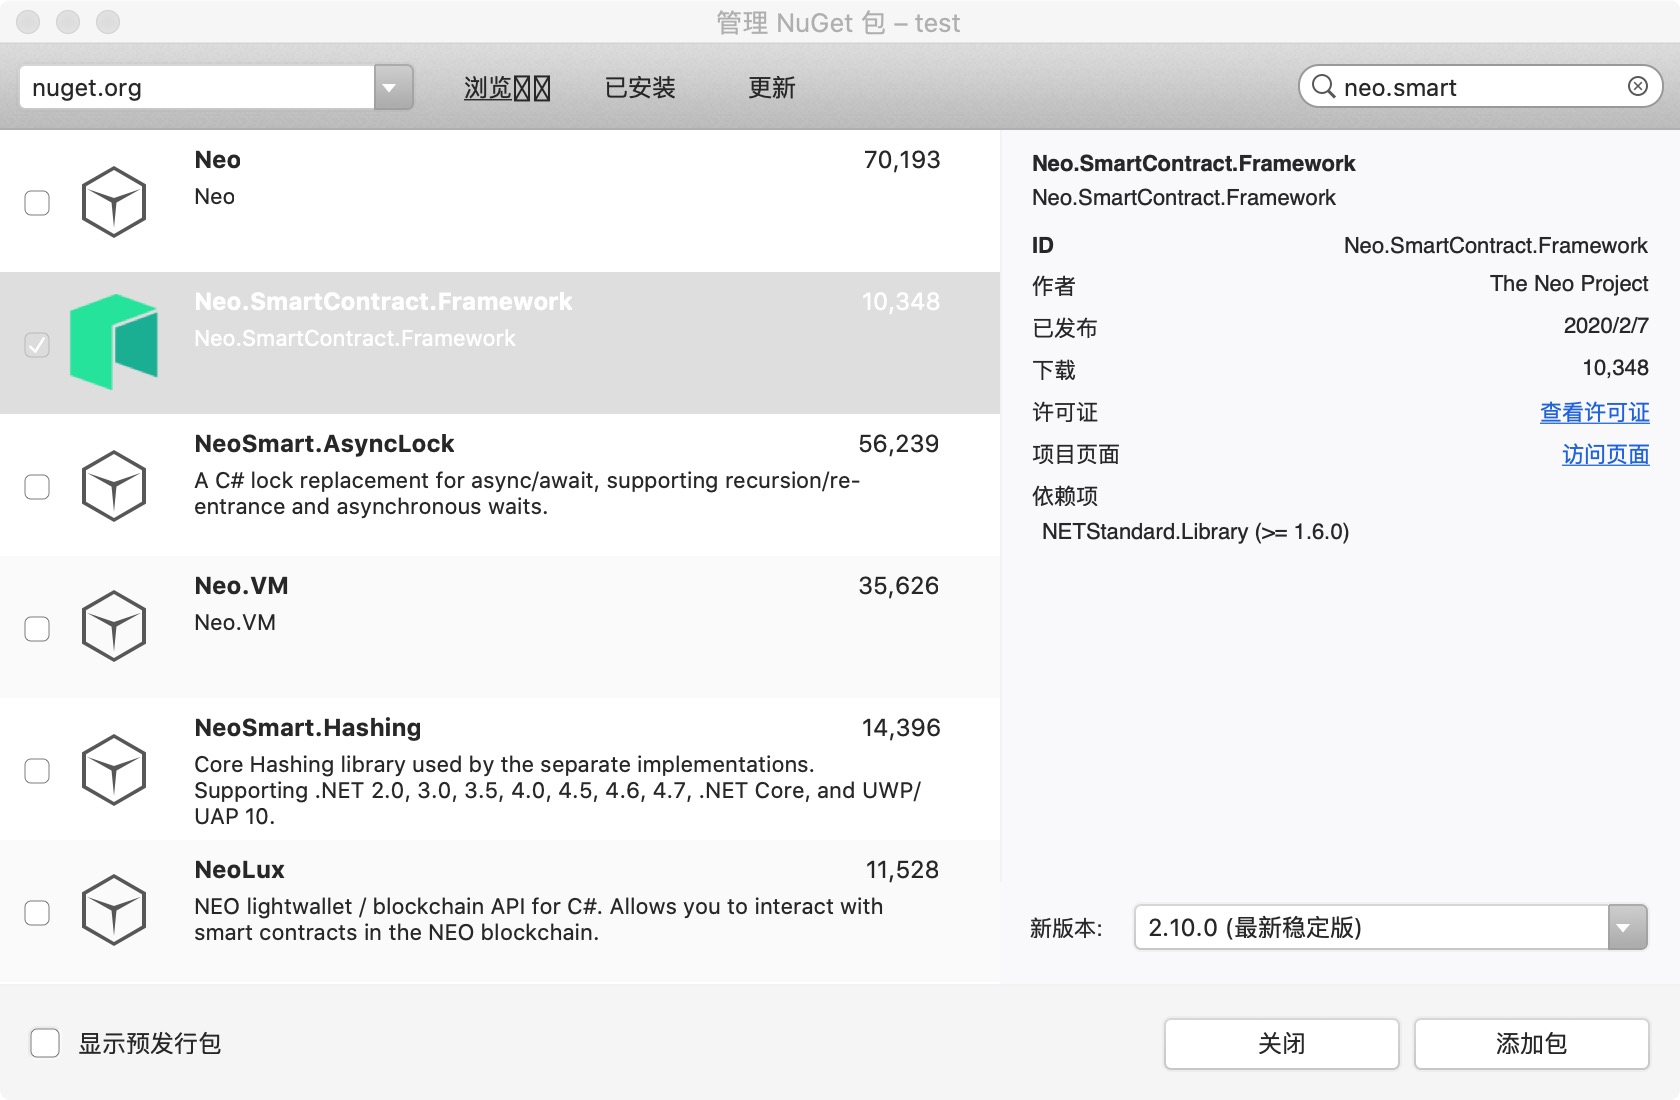 管理 NuGet 包 – test
nuget.org
浏览
已安装
更新
neo.smart
Neo
70,193
Neo
Neo.SmartContract.Framework
10,348
Neo.SmartContract.Framework
NeoSmart.AsyncLock
56,239
A C# lock replacement for async/await, supporting recursion/re-
entrance and asynchronous waits.
Neo.VM
35,626
Neo.VM
NeoSmart.Hashing
14,396
Core Hashing library used by the separate implementations.
Supporting .NET 2.0, 3.0, 3.5, 4.0, 4.5, 4.6, 4.7, .NET Core, and UWP/
UAP 10.
NeoLux
11,528
NEO lightwallet / blockchain API for C#. Allows you to interact with
smart contracts in the NEO blockchain.
Neo.SmartContract.Framework
Neo.SmartContract.Framework
ID Neo.SmartContract.Framework
作者 The Neo Project
已发布 2020/2/7
下载 10,348
许可证 查看许可证
项目页面 访问页面
依赖项
NETStandard.Library (>= 1.6.0)
新版本: 2.10.0 (最新稳定版)
显示预发行包
关闭
添加包